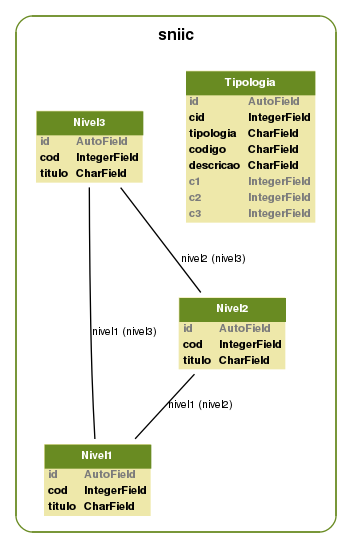 sniic
Tipologia
id AutoField
cid IntegerField
tipologia CharField
codigo CharField
descricao CharField
c1 IntegerField
c2 IntegerField
c3 IntegerField
Nivel3
id AutoField
cod IntegerField
titulo CharField
nivel2 (nivel3)
nivel1 (nivel3)
Nivel2
id AutoField
cod IntegerField
titulo CharField
nivel1 (nivel2)
Nivel1
id AutoField
cod IntegerField
titulo CharField